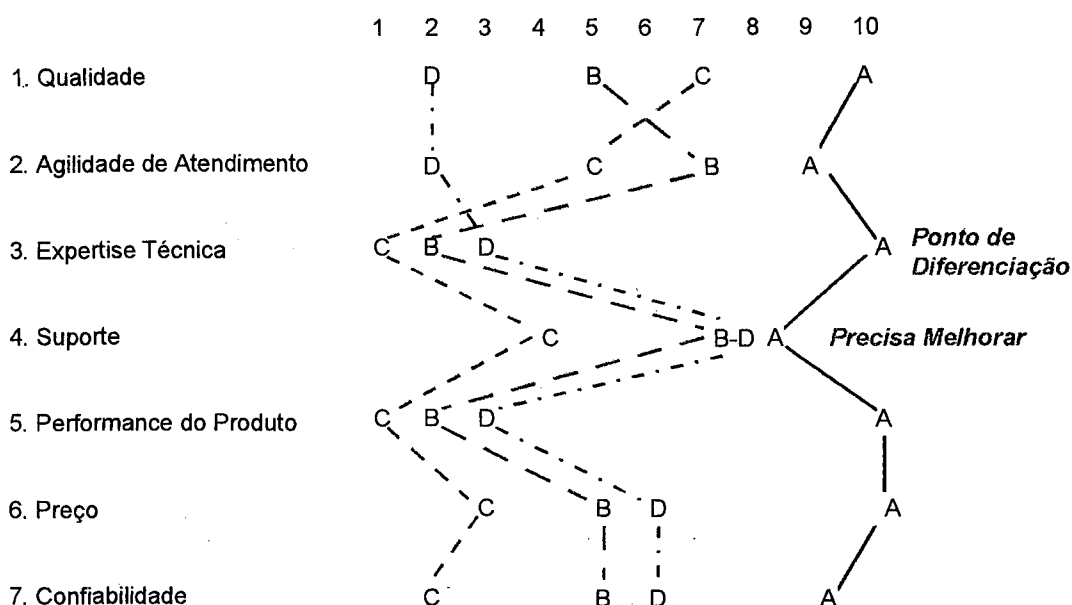 1 2 3 4 5 6 7 8 9 10
1. Qualidade D B C A
2. Agilidade de Atendimento D C B A
3. Expertise Técnica C B D A Ponto de
Diferenciação
4. Suporte C B-D A Precisa Melhorar
5. Performance do Produto C B D A
6. Preço C B D A
7. Confiabilidade C B D A